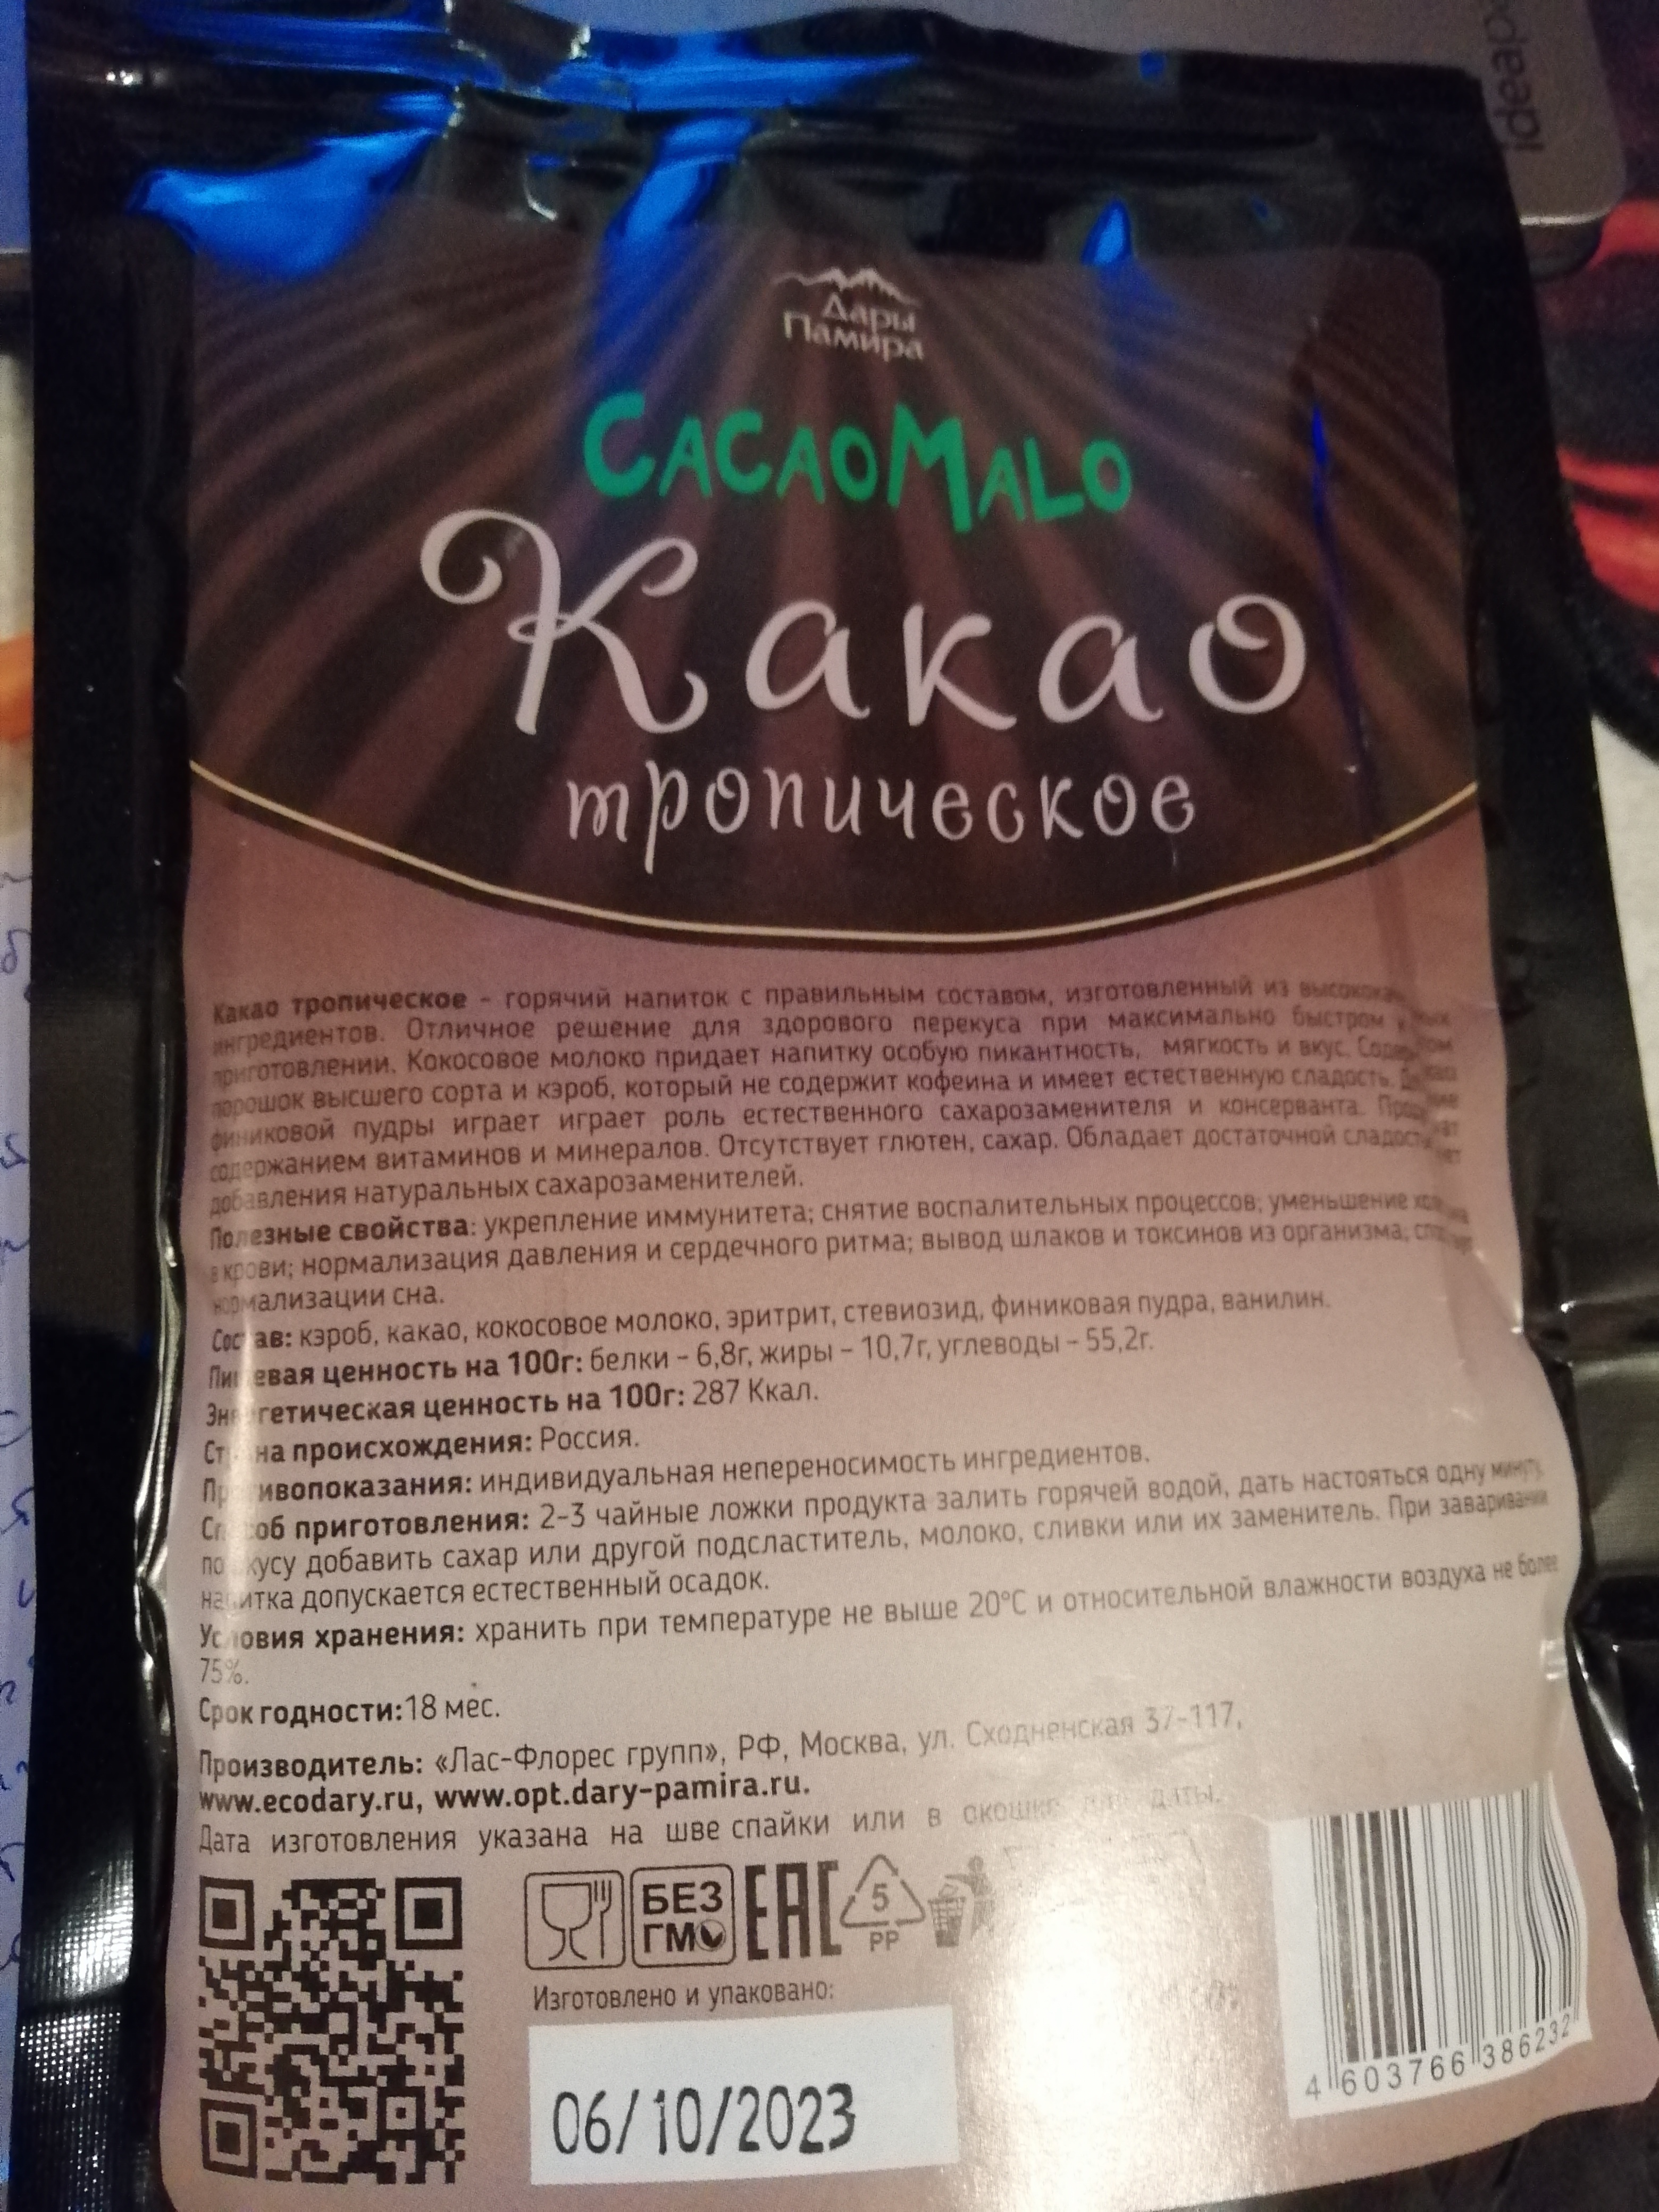 ideapa
Дары
Памира
CACAOMALO
Какао
тропическое
Какао тропическое - горячий напиток с правильным составом, изготовленный из
ингредиентов. Отличное решение для здорового перекуса при максимально быстром
приготовлении. Кокосовое молоко придает напитку особую пикантность, мягкость и вкус.
порошок высшего сорта и кэроб, который не содержит кофеина и имеет естественную сладость.
финиковой пудры играет играет роль естественного сахарозаменителя и консерванта.
содержанием витаминов и минералов. Отсутствует глютен, сахар. Обладает достаточной
добавления натуральных сахарозаменителей.
Полезные свойства: укрепление иммунитета; снятие воспалительных процессов; уменьшение
в крови; нормализация давления и сердечного ритма; вывод шлаков и токсинов из организма;
нормализации сна.
Состав: кэроб, какао, кокосовое молоко, эритрит, стевиозид, финиковая пудра, ванилин.
Пищевая ценность на 100г: белки – 6,8г, жиры – 10,7г, углеводы – 55,2г.
Энергетическая ценность на 100г: 287 Ккал.
Страна происхождения: Россия.
Противопоказания: индивидуальная непереносимость ингредиентов.
Способ приготовления: 2-3 чайные ложки продукта залить горячей водой, дать настояться одну минуту,
по вкусу добавить сахар или другой подсластитель, молоко, сливки или их заменитель. При заваривании
напитка допускается естественный осадок.
Условия хранения: хранить при температуре не выше 20°С и относительной влажности воздуха не более
75%.
Срок годности:18 мес.
Производитель: «Лас-Флорес групп», РФ, Москва, ул. Сходненская 37-117,
www.ecodary.ru, www.opt.dary-pamira.ru.
Дата изготовления указана на шве спайки или в окошке для даты.
БЕЗ
ГМО
EAC
5
PP
Изготовлено и упаковано:
06/10/2023
4 603766 386232